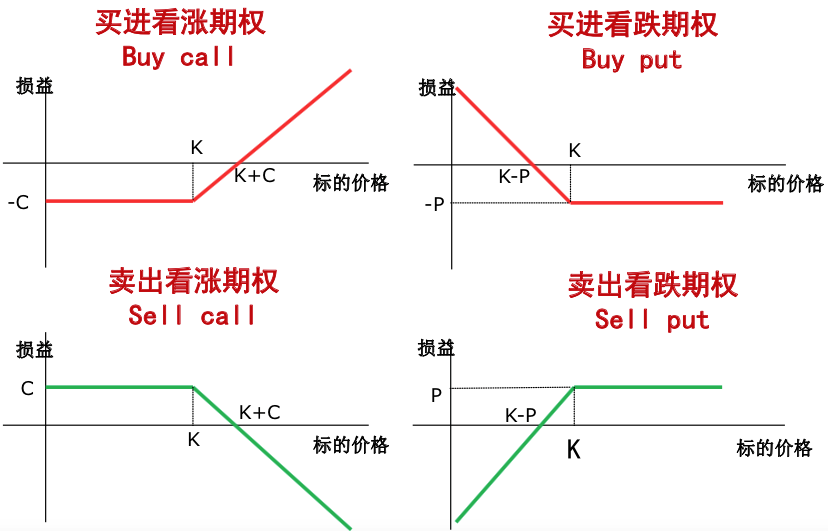 买进看涨期权
Buy call
损益
K
K+C
-C
标的价格
买进看跌期权
Buy put
损益
K
K-P
-P
标的价格
卖出看涨期权
Sell call
损益
C
K+C
K
标的价格
卖出看跌期权
Sell put
损益
P
K-P
K
标的价格